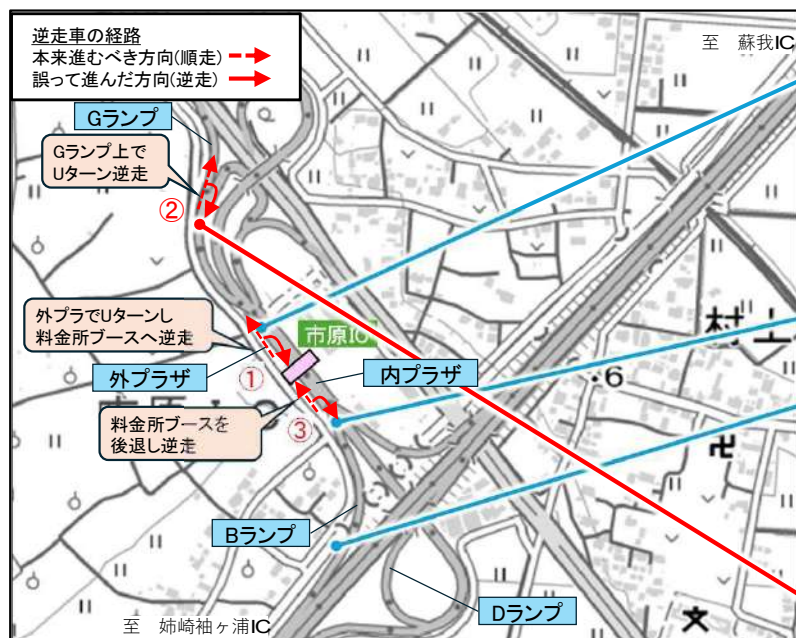 逆走車の経路
本来進むべき方向(順走)
誤って進んだ方向(逆走)
至 蘇我IC
Gランプ
Gランプ上で
Uターン逆走
②
外プラでUターンし
料金所ブースへ逆走
市原IC
村上
外プラザ
①
内プラザ
・6
料金所ブースを
後退し逆走
③
Bランプ
Dランプ
至 姉崎袖ヶ浦IC